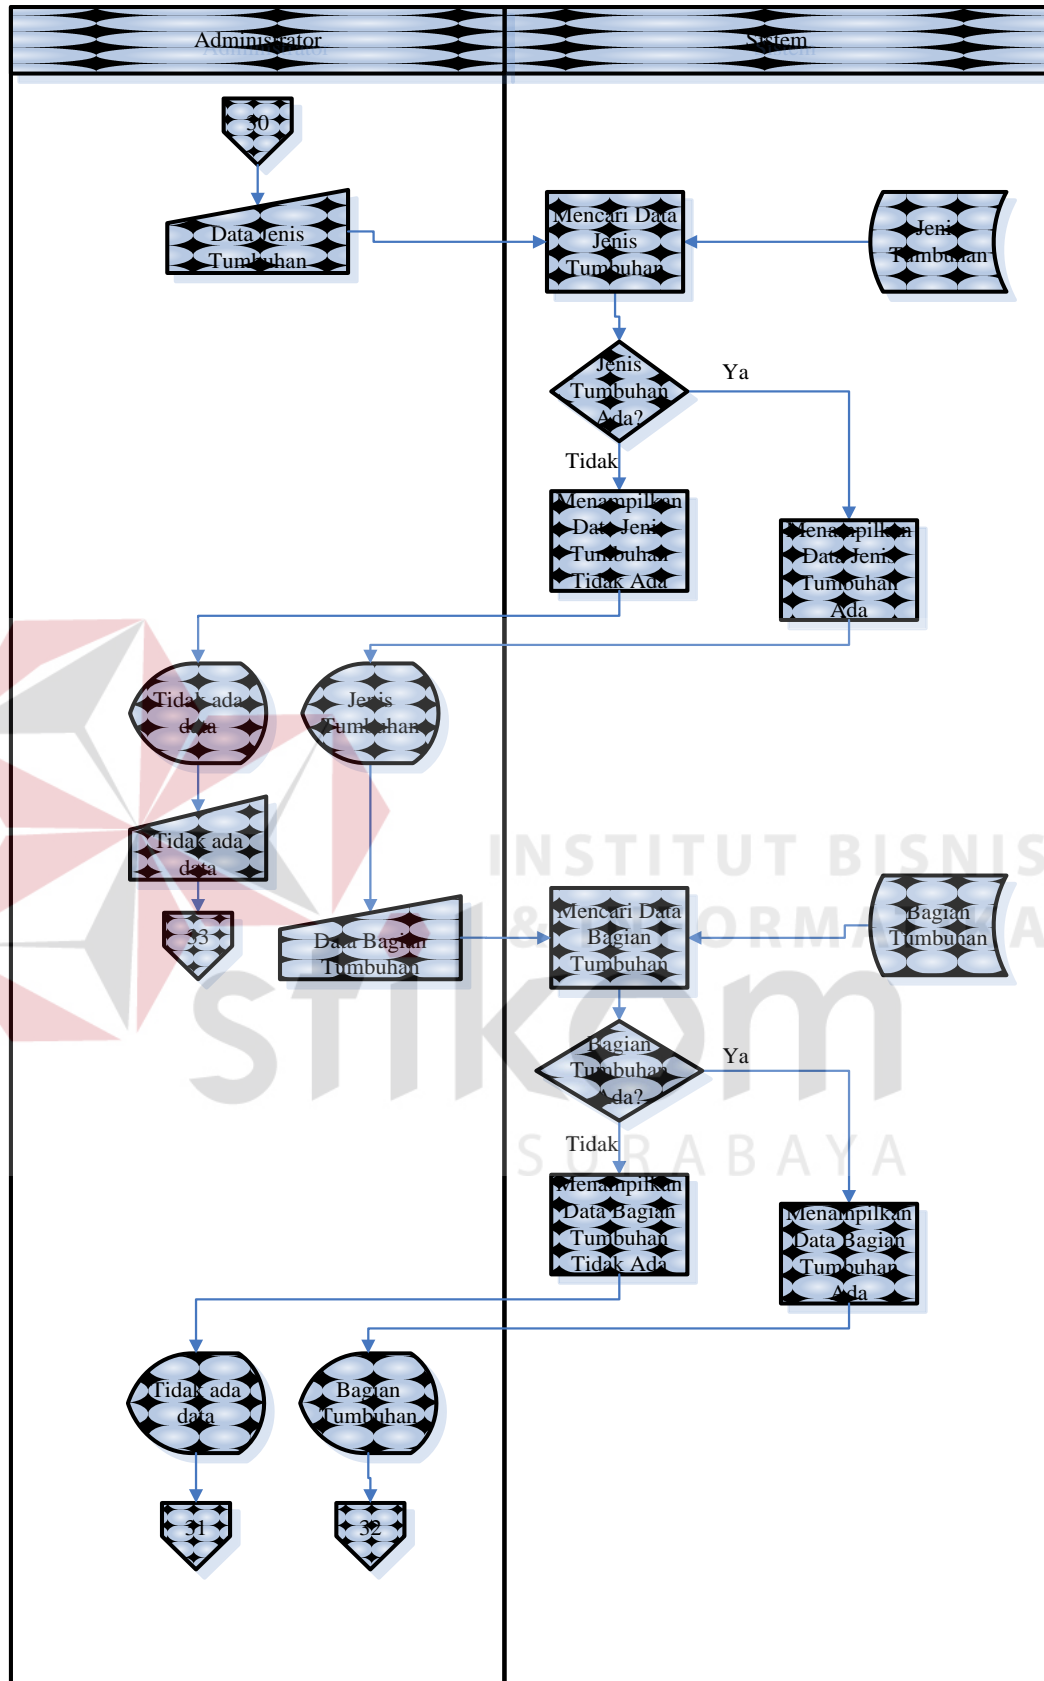 Administrator
Sistem
30
Data Jenis
Tumbuhan
Mencari Data
Jenis
Tumbuhan
Jenis
Tumbuhan
Jenis
Tumbuhan
Ada?
Ya
Tidak
Menampilkan
Data Jenis
Tumbuhan
Tidak Ada
Menampilkan
Data Jenis
Tumbuhan
Ada
Tidak ada
data
Jenis
Tumbuhan
Tidak ada
data
33
Data Bagian
Tumbuhan
Mencari Data
Bagian
Tumbuhan
Bagian
Tumbuhan
INSTITUT BISNIS
& INFORMATIKA
stikom
SURABAYA
Bagian
Tumbuhan
Ada?
Ya
Tidak
Menampilkan
Data Bagian
Tumbuhan
Tidak Ada
Menampilkan
Data Bagian
Tumbuhan
Ada
Tidak ada
data
Bagian
Tumbuhan
31
32